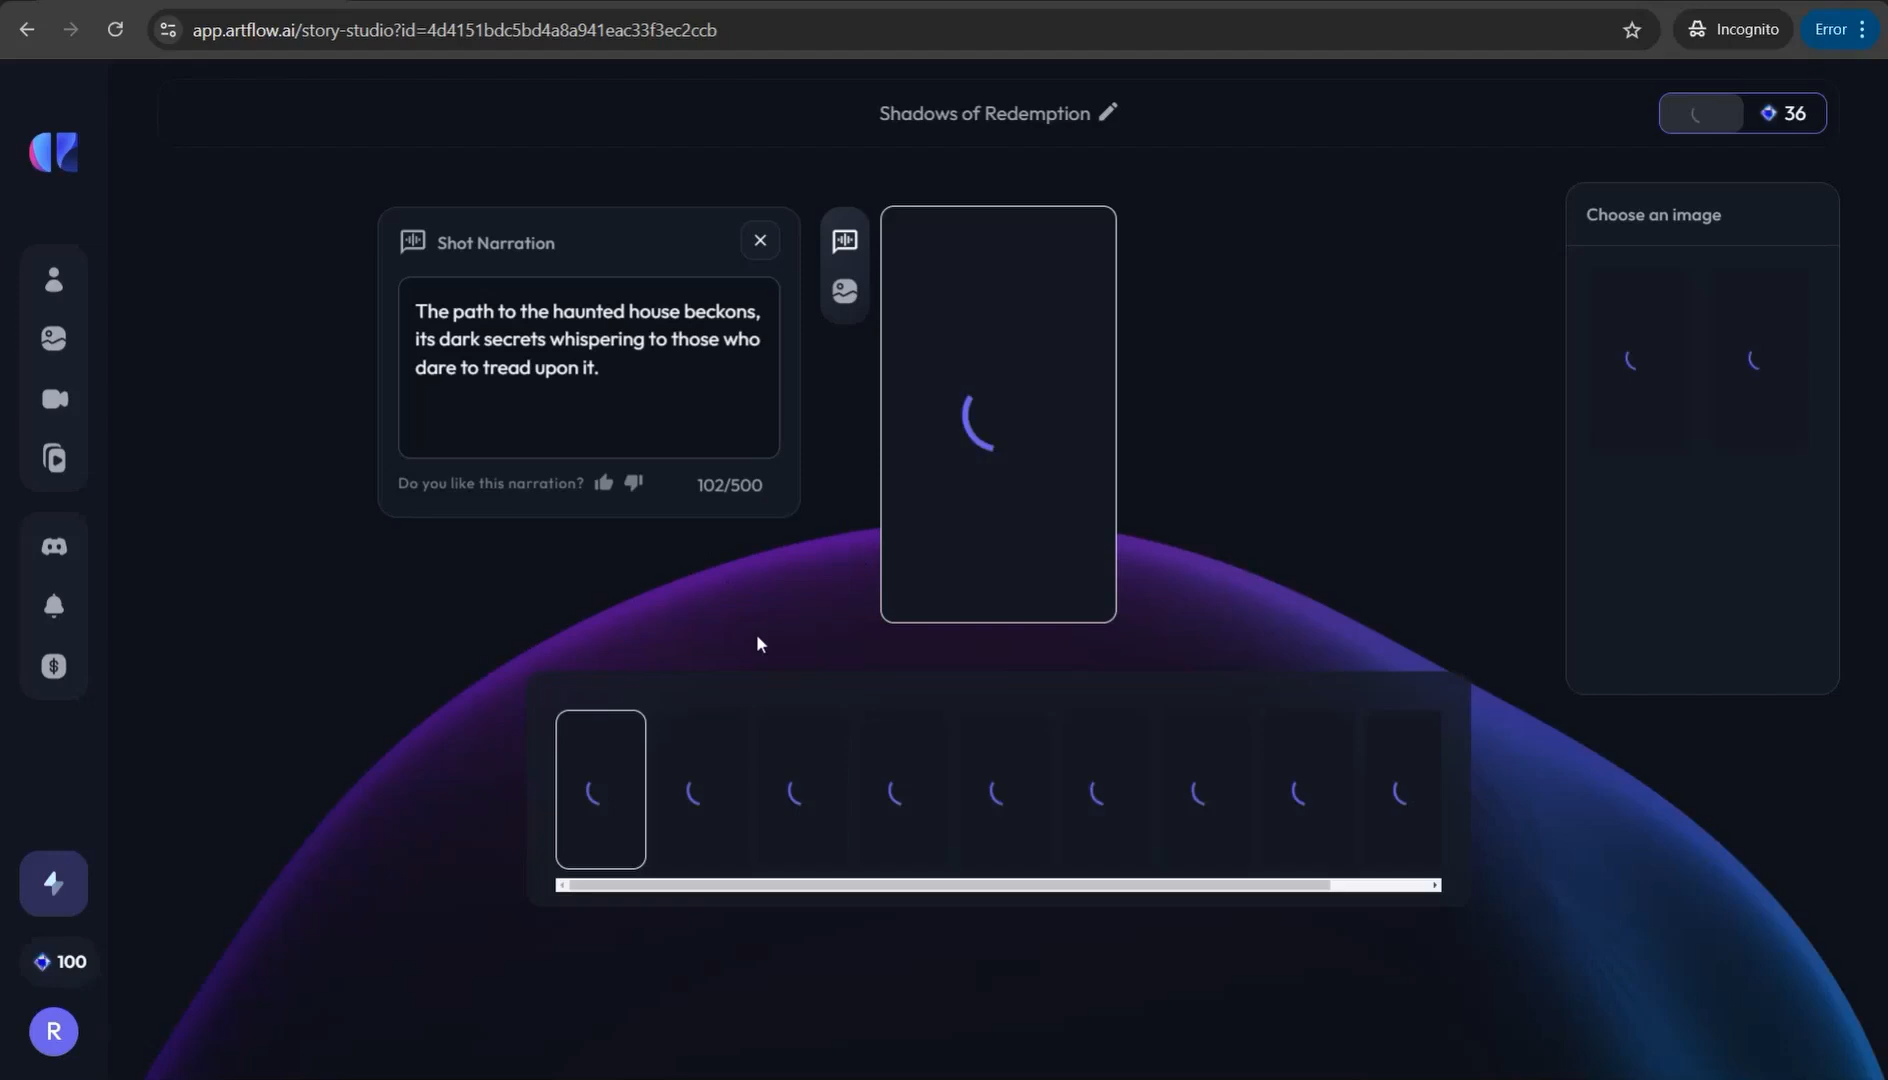 app.artflow.ai/story-studio?id=4d4151bdc5bd4a8a941eac33f3ec2ccb
Incognito
Error
Shadows of Redemption
36
Shot Narration
The path to the haunted house beckons,
its dark secrets whispering to those who
dare to tread upon it.
Do you like this narration?
102/500
Choose an image
100
R